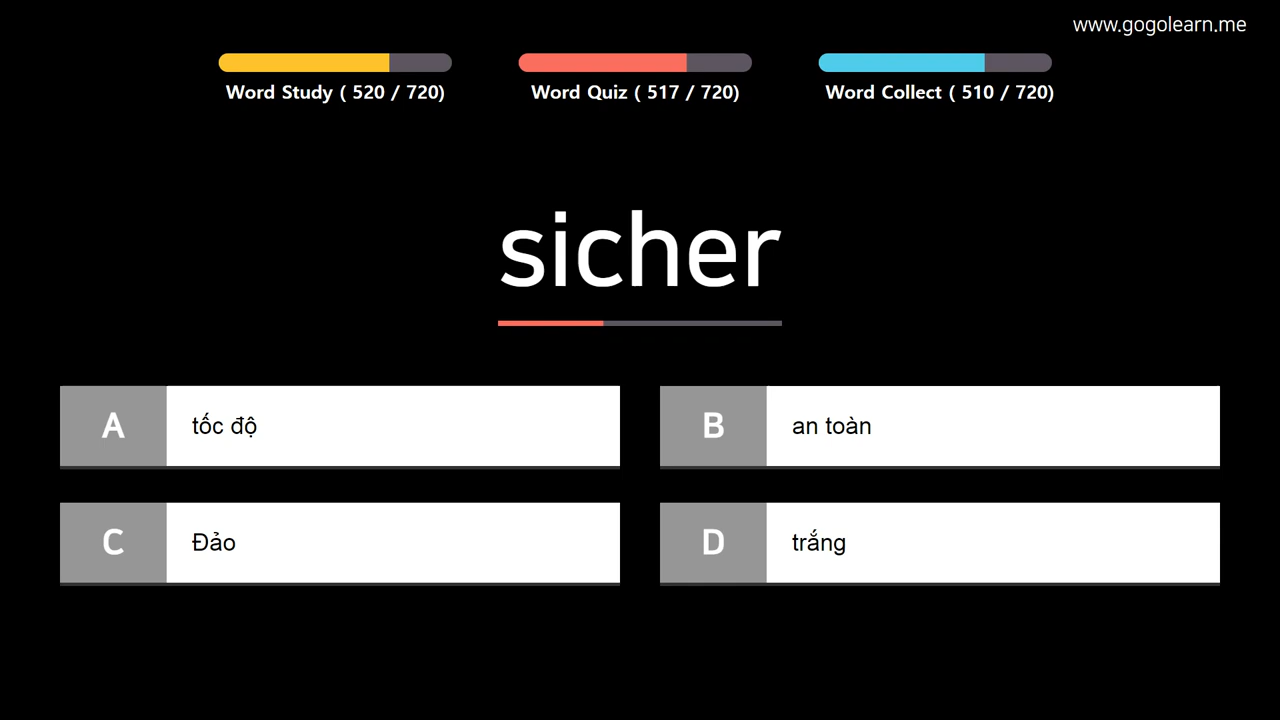 www.gogolearn.me
Word Study ( 520 / 720)
Word Quiz ( 517 / 720)
Word Collect ( 510 / 720)
sicher
A tốc độ
B an toàn
C Đảo
D trắng